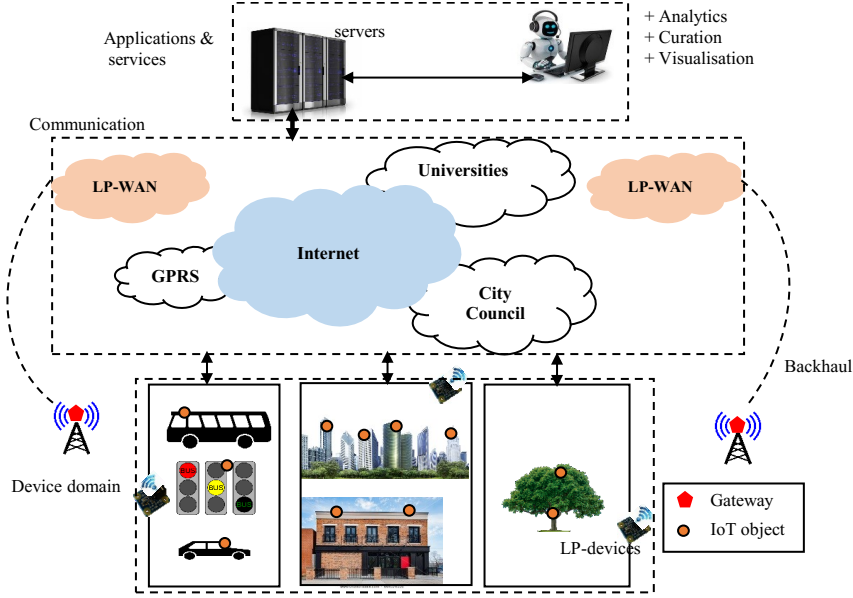 Applications &
services
servers
+ Analytics
+ Curation
+ Visualisation
Communication
LP-WAN
Universities
LP-WAN
Internet
GPRS
City
Council
Backhaul
Device domain
BUS
BUS
BUS
LP-devices
Gateway
IoT object